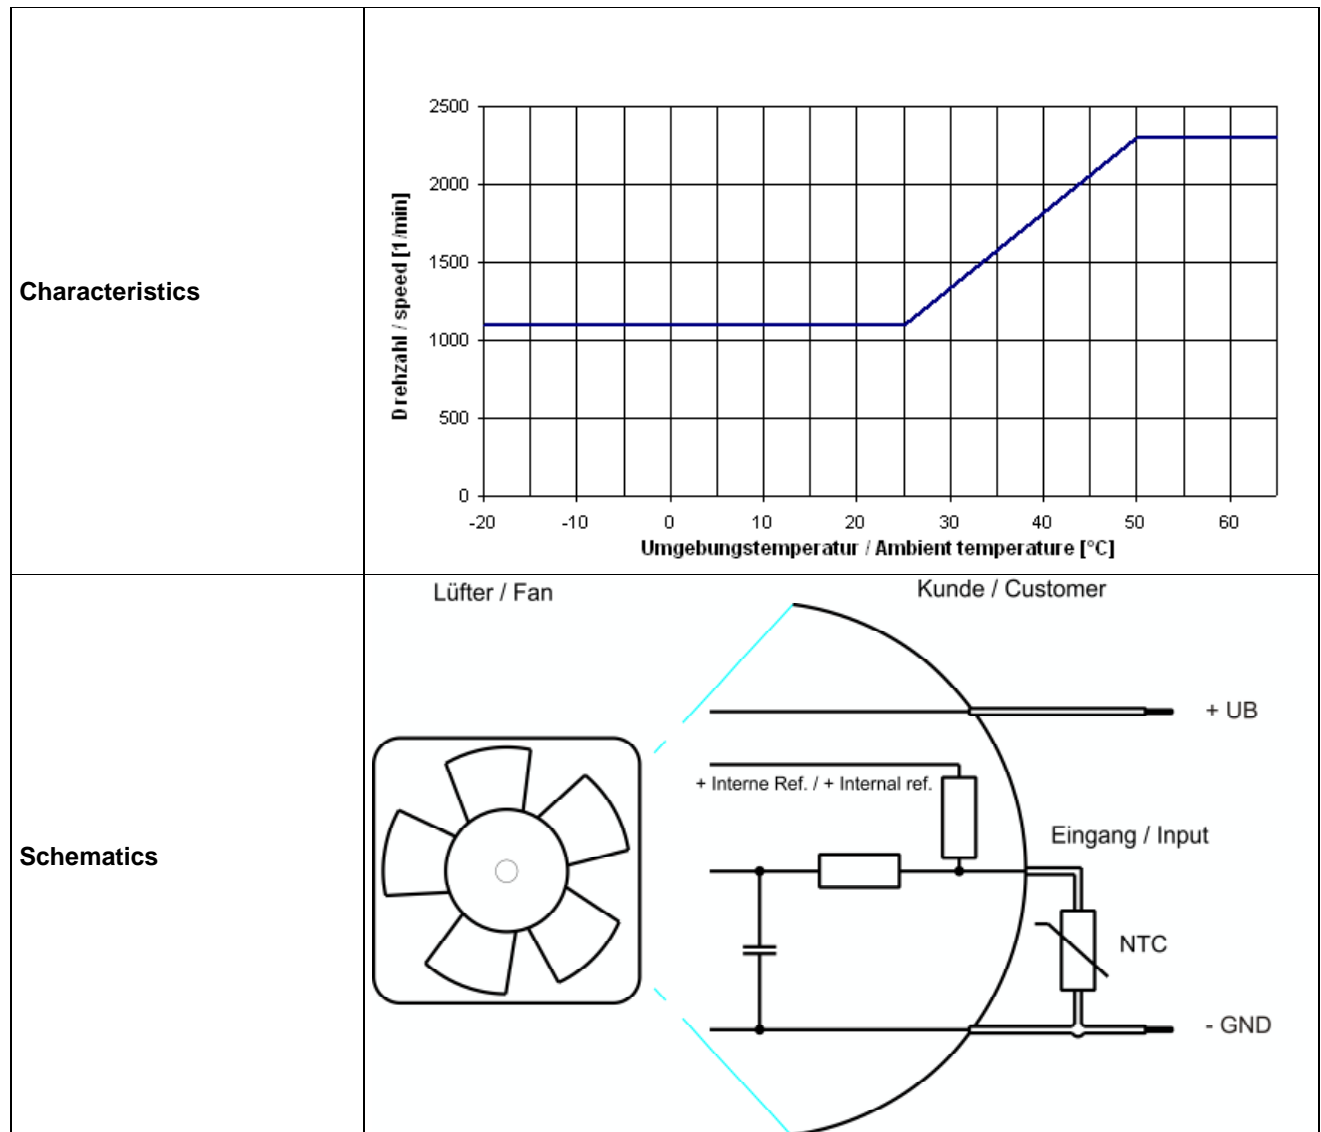 Characteristics
2500
2000
1500
1000
500
0
Drehzahl / speed [1/min]
-20 -10 0 10 20 30 40 50 60
Umgebungstemperatur / Ambient temperature [°C]
Schematics
Lüfter / Fan
Kunde / Customer
+ UB
+ Interne Ref. / + Internal ref.
Eingang / Input
NTC
- GND